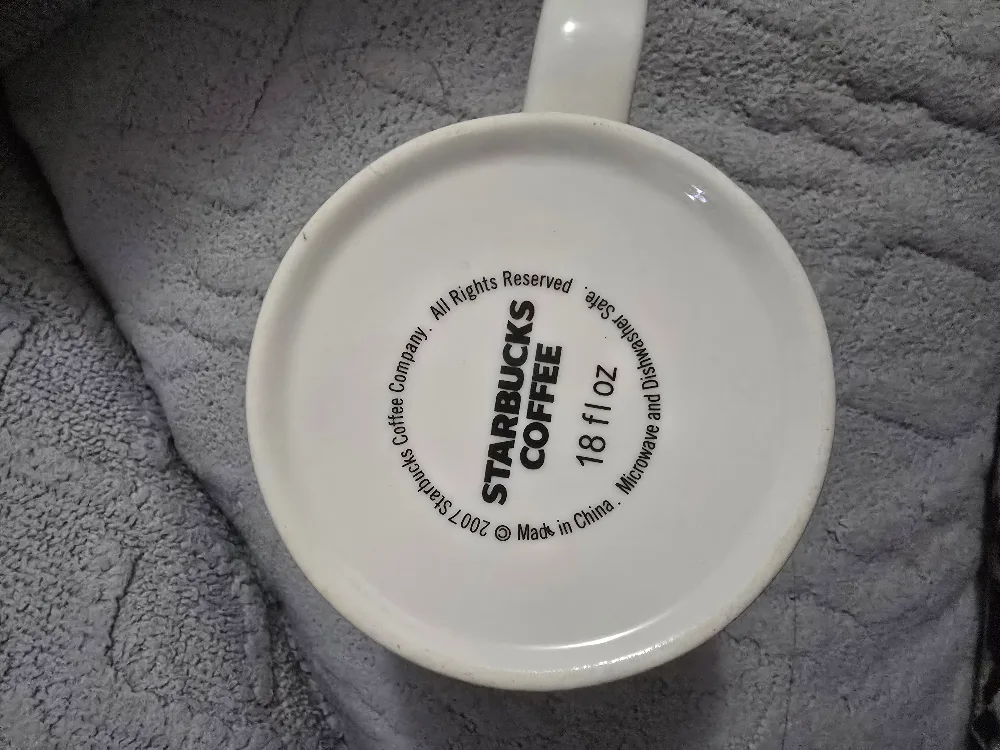 STARBUCKS
COFFEE
18 fl oz
© 2007 Starbucks Coffee Company. All Rights Reserved.
Made in China. Microwave and Dishwasher Safe.